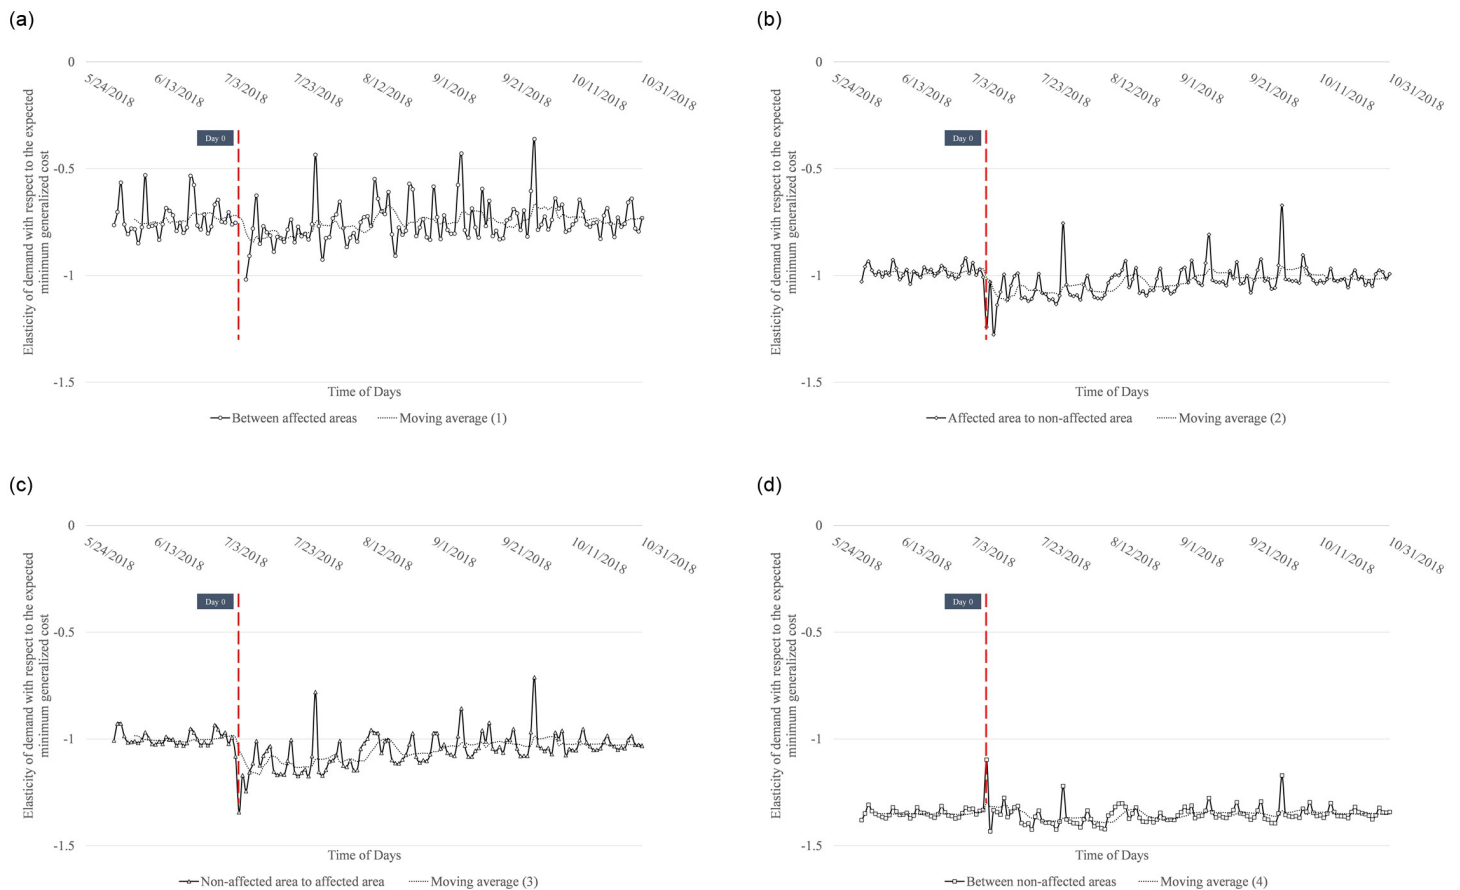 (a)
0
5/24/2018
6/13/2018
7/3/2018
7/23/2018
8/12/2018
9/1/2018
9/21/2018
10/11/2018
10/31/2018
Day 0
-0.5
-1
-1.5
Elasticity of demand with respect to the expected
minimum generalized cost
Time of Days
Between affected areas
Moving average (1)
(b)
0
5/24/2018
6/13/2018
7/3/2018
7/23/2018
8/12/2018
9/1/2018
9/21/2018
10/11/2018
10/31/2018
Day 0
-0.5
-1
-1.5
Elasticity of demand with respect to the expected
minimum generalized cost
Time of Days
Affected area to non-affected area
Moving average (2)
(c)
0
5/24/2018
6/13/2018
7/3/2018
7/23/2018
8/12/2018
9/1/2018
9/21/2018
10/11/2018
10/31/2018
Day 0
-0.5
-1
-1.5
Elasticity of demand with respect to the expected
minimum generalized cost
Time of Days
Non-affected area to affected area
Moving average (3)
(d)
0
5/24/2018
6/13/2018
7/3/2018
7/23/2018
8/12/2018
9/1/2018
9/21/2018
10/11/2018
10/31/2018
Day 0
-0.5
-1
-1.5
Elasticity of demand with respect to the expected
minimum generalized cost
Time of Days
Between non-affected areas
Moving average (4)